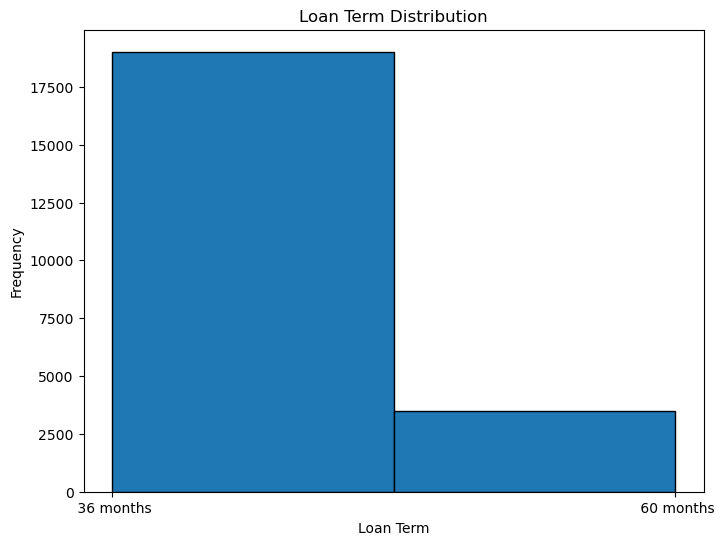 Loan Term Distribution
Frequency
17500
15000
12500
10000
7500
5000
2500
0
36 months 60 months
Loan Term